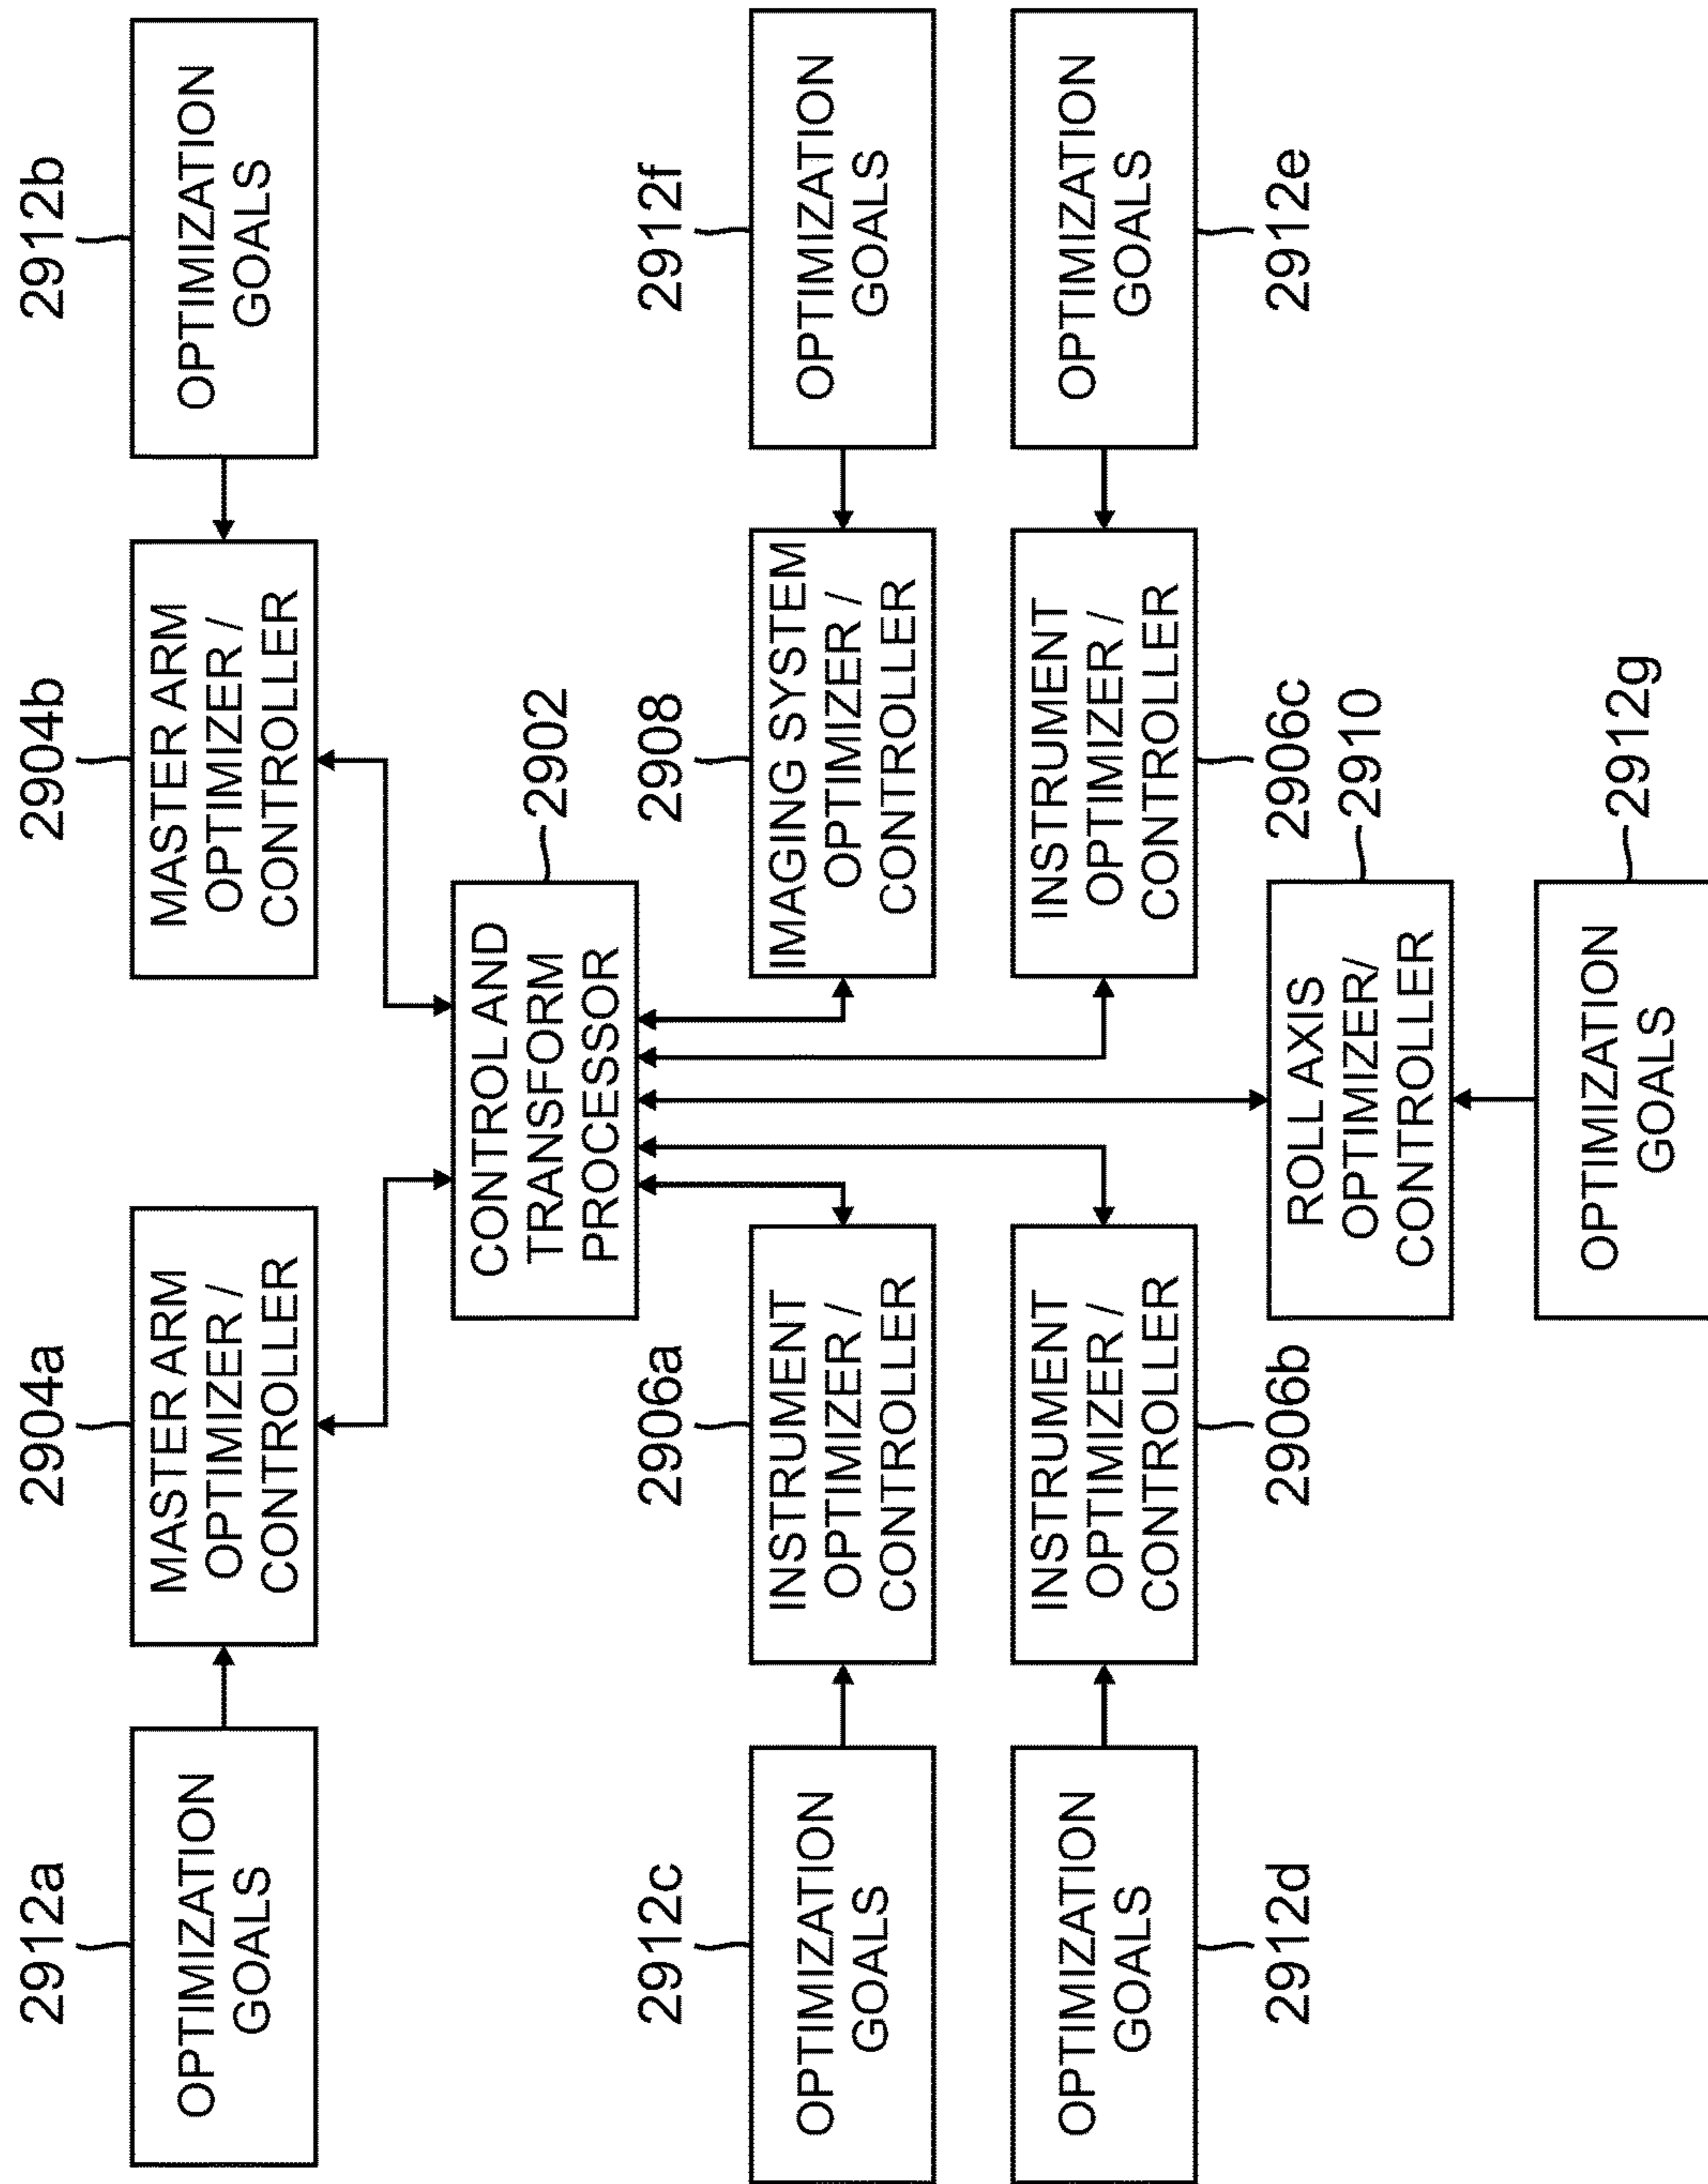 2912a
OPTIMIZATION
GOALS
2904a
MASTER ARM
OPTIMIZER /
CONTROLLER
2904b
MASTER ARM
OPTIMIZER /
CONTROLLER
2912b
OPTIMIZATION
GOALS
CONTROL AND
TRANSFORM
PROCESSOR
2902
2912c
OPTIMIZATION
GOALS
2906a
INSTRUMENT
OPTIMIZER /
CONTROLLER
2908
IMAGING SYSTEM
OPTIMIZER /
CONTROLLER
2912f
OPTIMIZATION
GOALS
OPTIMIZATION
GOALS
2912d
INSTRUMENT
OPTIMIZER /
CONTROLLER
2906b
INSTRUMENT
OPTIMIZER /
CONTROLLER
2906c
OPTIMIZATION
GOALS
2912e
ROLL AXIS
OPTIMIZER/
CONTROLLER
2910
OPTIMIZATION
GOALS
2912g